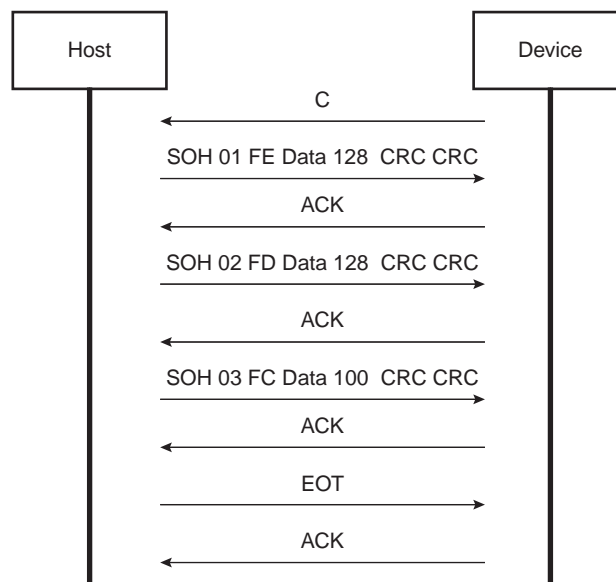 Host
Device
C
SOH 01 FE Data 128 CRC CRC
ACK
SOH 02 FD Data 128 CRC CRC
ACK
SOH 03 FC Data 100 CRC CRC
ACK
EOT
ACK